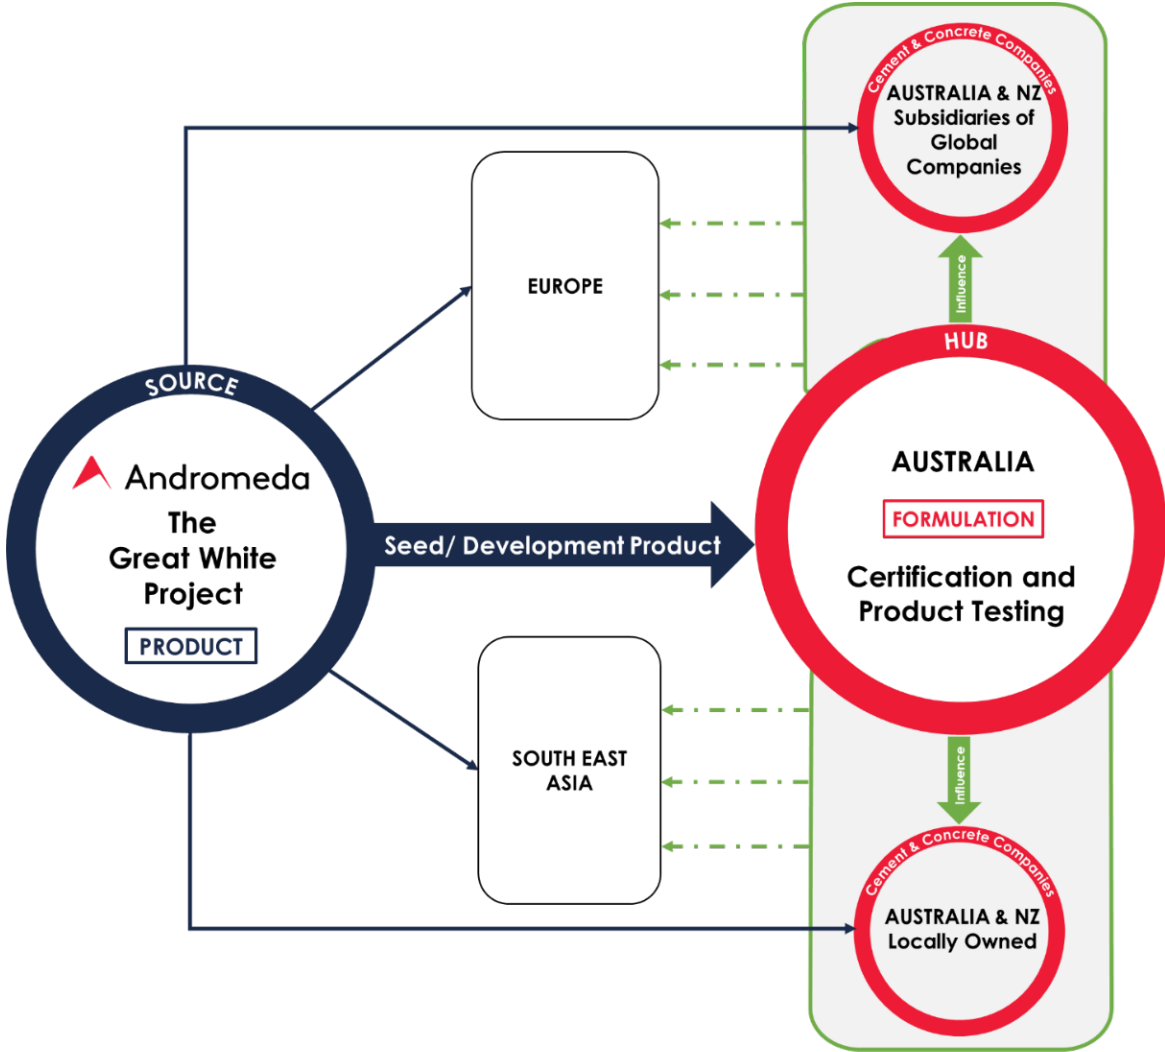 Cement & Concrete Companies
AUSTRALIA & NZ
Subsidiaries of
Global
Companies
Influence
EUROPE
HUB
SOURCE
Andromeda
The
Great White
Project
PRODUCT
Seed/ Development Product
AUSTRALIA
FORMULATION
Certification and
Product Testing
SOUTH EAST
ASIA
Influence
Cement & Concrete Companies
AUSTRALIA & NZ
Locally Owned